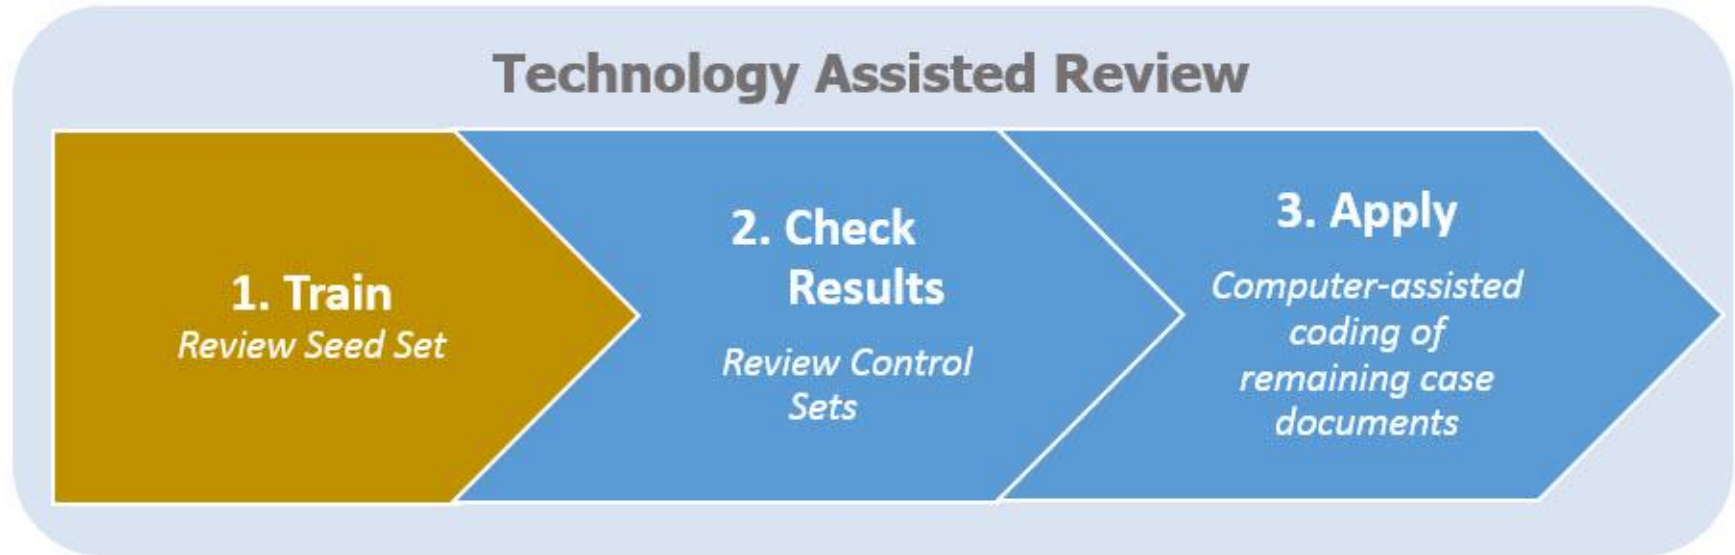 Technology Assisted Review
1. Train
Review Seed Set
2. Check
Results
Review Control
Sets
3. Apply
Computer-assisted
coding of
remaining case
documents